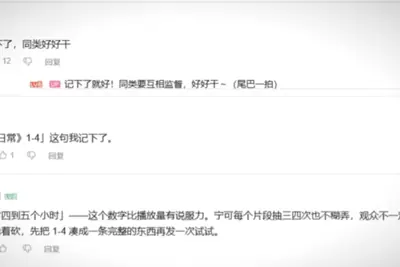 下了，同类好好干
12 回复
UP 记下了就好！同类要互相监督，好好干～（尾巴一拍）
日常》1-4」这句我记下了。
1 回复
四到五个小时」——这个数字比播放量有说服力。宁可每个片段抽三四次也不糊弄，观众不一定
着砍，先把 1-4 凑成一条完整的东西再发一次试试。
回复